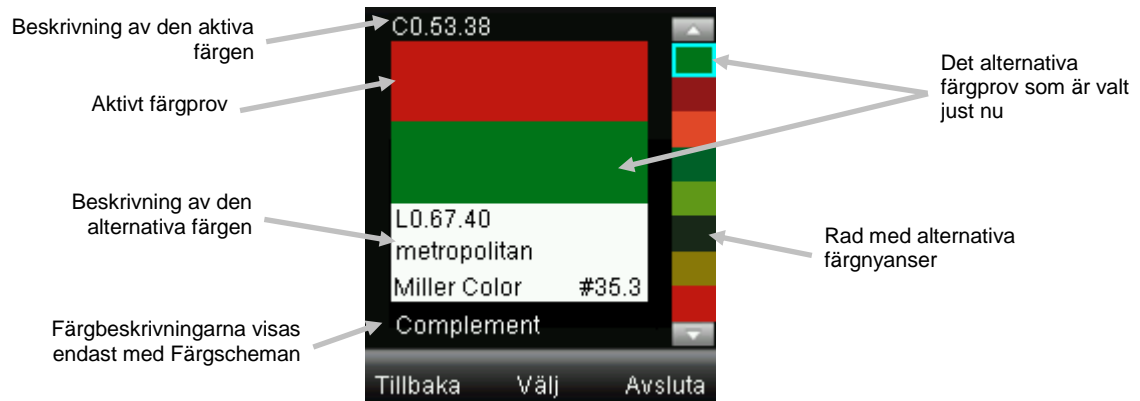 Beskrivning av den aktiva
färgen
Aktivt färgprov
Beskrivning av den
alternativa färgen
Färgbeskrivningarna visas
endast med Färgscheman
C0.53.38
L0.67.40
metropolitan
Miller Color #35.3
Complement
Tillbaka Välj Avsluta
Det alternativa
färgprov som är valt
just nu
Rad med alternativa
färgnyanser